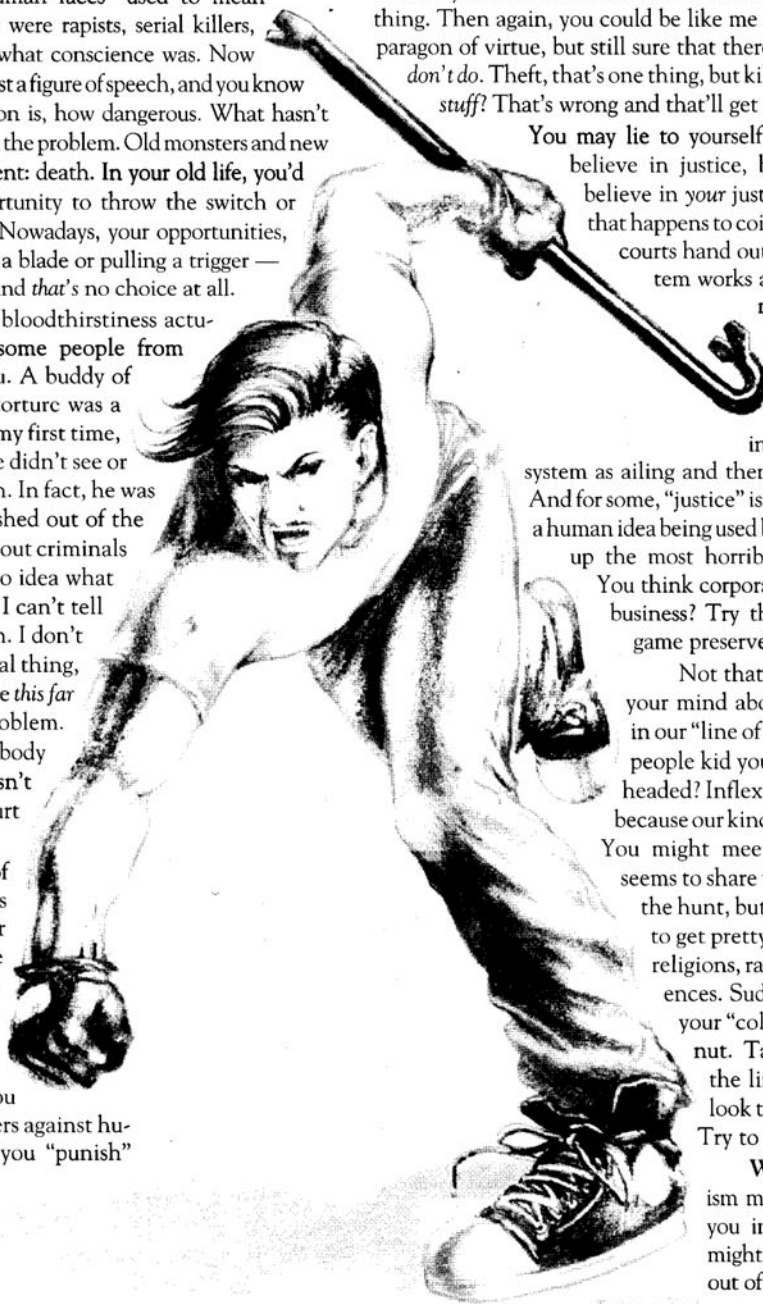 were rapists, serial killers,
what conscience was. Now
st a figure of speech, and you know
on is, how dangerous. What hasn't
the problem. Old monsters and new
ent: death. In your old life, you'd
rtunity to throw the switch or
Nowadays, your opportunities,
a blade or pulling a trigger —
nd that's no choice at all.
bloodthirstiness actu-
some people from
u. A buddy of
orture was a
my first time,
e didn't see or
n. In fact, he was
shed out of the
out criminals
o idea what
I can't tell
n. I don't
al thing,
e this far
oblem.
body
sn't
urt
of
s
r
e
ou
ers against hu-
you "punish"
thing. Then again, you could be like me
paragon of virtue, but still sure that there
don't do. Theft, that's one thing, but kil
stuff? That's wrong and that'll get
You may lie to yourself
believe in justice, b
believe in your just
that happens to coi
courts hand out
tem works a
in
system as ailing and ther
And for some, "justice" is
a human idea being used b
up the most horrib
You think corpora
business? Try th
game preserve
Not that
your mind abo
in our "line of
people kid you
headed? Inflex
because our kind
You might meet
seems to share
the hunt, but
to get pretty
religions, ra
ences. Sud
your "col
nut. Ta
the li
look t
Try to
W
ism m
you in
might
out of